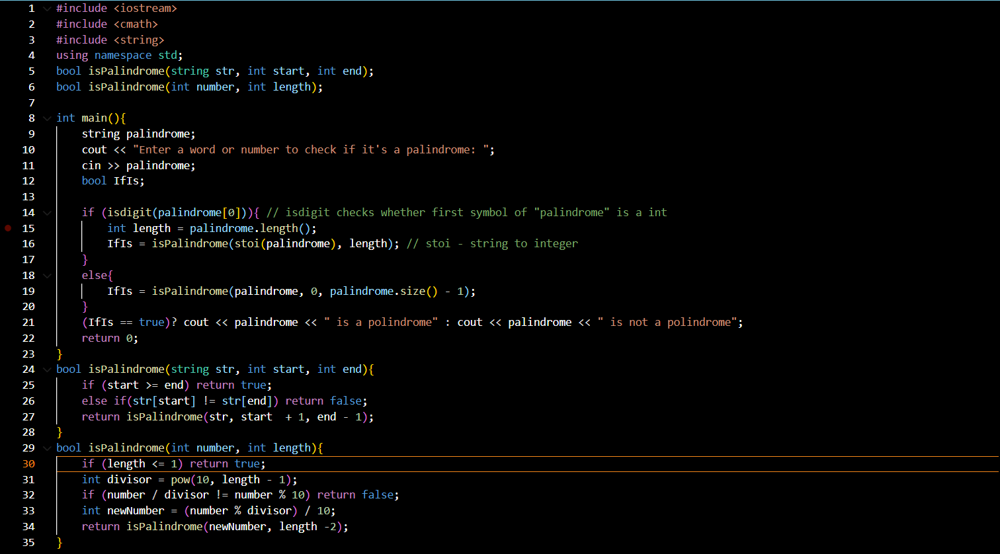 1 #include <iostream>
2 #include <cmath>
3 #include <string>
4 using namespace std;
5 bool isPalindrome(string str, int start, int end);
6 bool isPalindrome(int number, int length);
7
8 int main(){
9     string palindrome;
10     cout << "Enter a word or number to check if it's a palindrome: ";
11     cin >> palindrome;
12     bool IfIs;
13
14     if (isdigit(palindrome[0])){ // isdigit checks whether first symbol of "palindrome" is a int
15         int length = palindrome.length();
16         IfIs = isPalindrome(stoi(palindrome), length); // stoi - string to integer
17     }
18     else{
19         IfIs = isPalindrome(palindrome, 0, palindrome.size() - 1);
20     }
21     (IfIs == true)? cout << palindrome << " is a polindrome" : cout << palindrome << " is not a polindrome";
22     return 0;
23 }
24 bool isPalindrome(string str, int start, int end){
25     if (start >= end) return true;
26     else if(str[start] != str[end]) return false;
27     return isPalindrome(str, start  + 1, end - 1);
28 }
29 bool isPalindrome(int number, int length){
30     if (length <= 1) return true;
31     int divisor = pow(10, length - 1);
32     if (number / divisor != number % 10) return false;
33     int newNumber = (number % divisor) / 10;
34     return isPalindrome(newNumber, length -2);
35 }